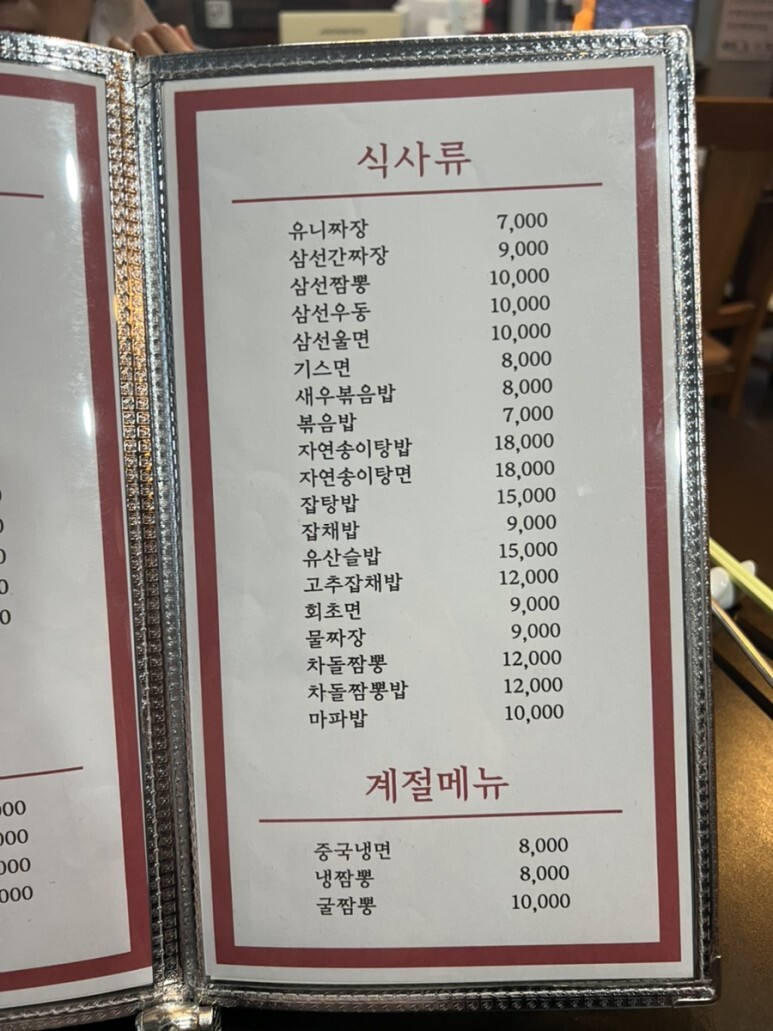 식사류
유니짜장 7,000
삼선간짜장 9,000
삼선짬뽕 10,000
삼선우동 10,000
삼선울면 10,000
기스면 8,000
새우볶음밥 8,000
볶음밥 7,000
자연송이탕밥 18,000
자연송이탕면 18,000
잡탕밥 15,000
잡채밥 9,000
유산슬밥 15,000
고추잡채밥 12,000
회초면 9,000
물짜장 9,000
차돌짬뽕 12,000
차돌짬뽕밥 12,000
마파밥 10,000
계절메뉴
중국냉면 8,000
냉짬뽕 8,000
굴짬뽕 10,000